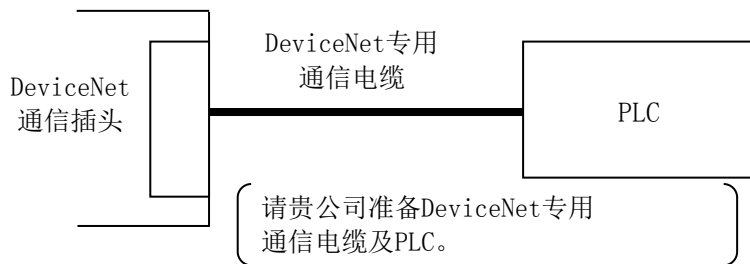 DeviceNet专用
通信电缆
DeviceNet
通信插头
PLC
请贵公司准备DeviceNet专用
通信电缆及PLC。